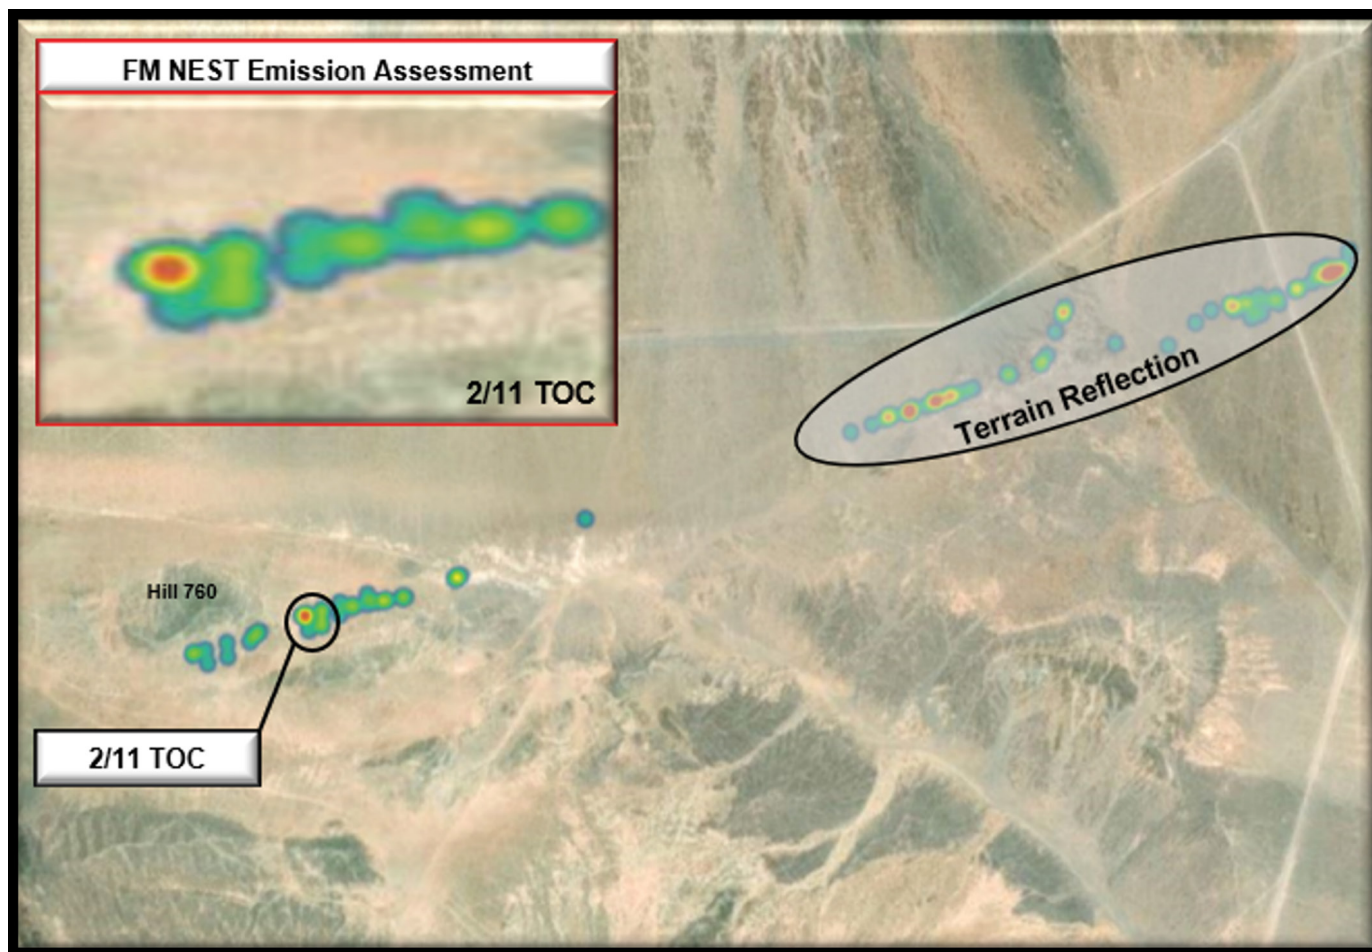 FM NEST Emission Assessment
2/11 TOC
Terrain Reflection
Hill 760
2/11 TOC